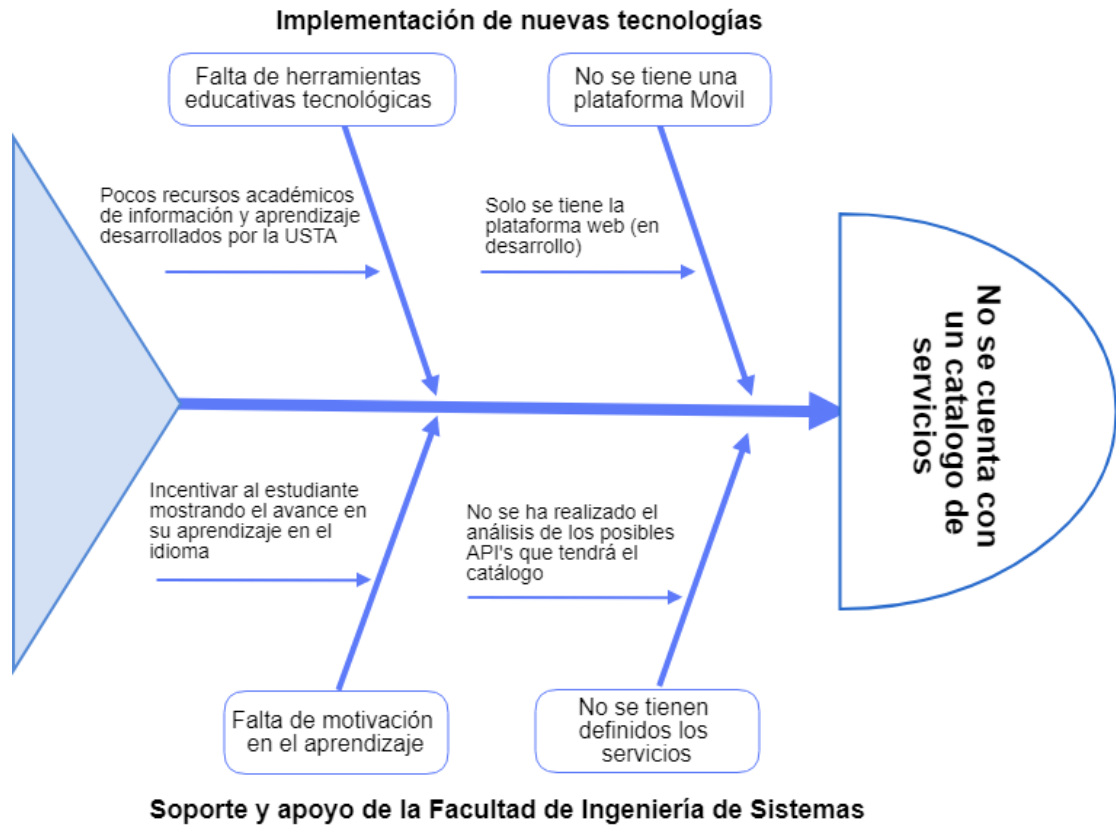 Implementación de nuevas tecnologías
Falta de herramientas
educativas tecnológicas
No se tiene una
plataforma Movil
Pocos recursos académicos
de información y aprendizaje
desarrollados por la USTA
Solo se tiene la
plataforma web (en
desarrollo)
No se cuenta con
un catalogo de
servicios
Incentivar al estudiante
mostrando el avance en
su aprendizaje en el
idioma
No se ha realizado el
análisis de los posibles
API's que tendrá el
catálogo
Falta de motivación
en el aprendizaje
No se tienen
definidos los
servicios
Soporte y apoyo de la Facultad de Ingeniería de Sistemas